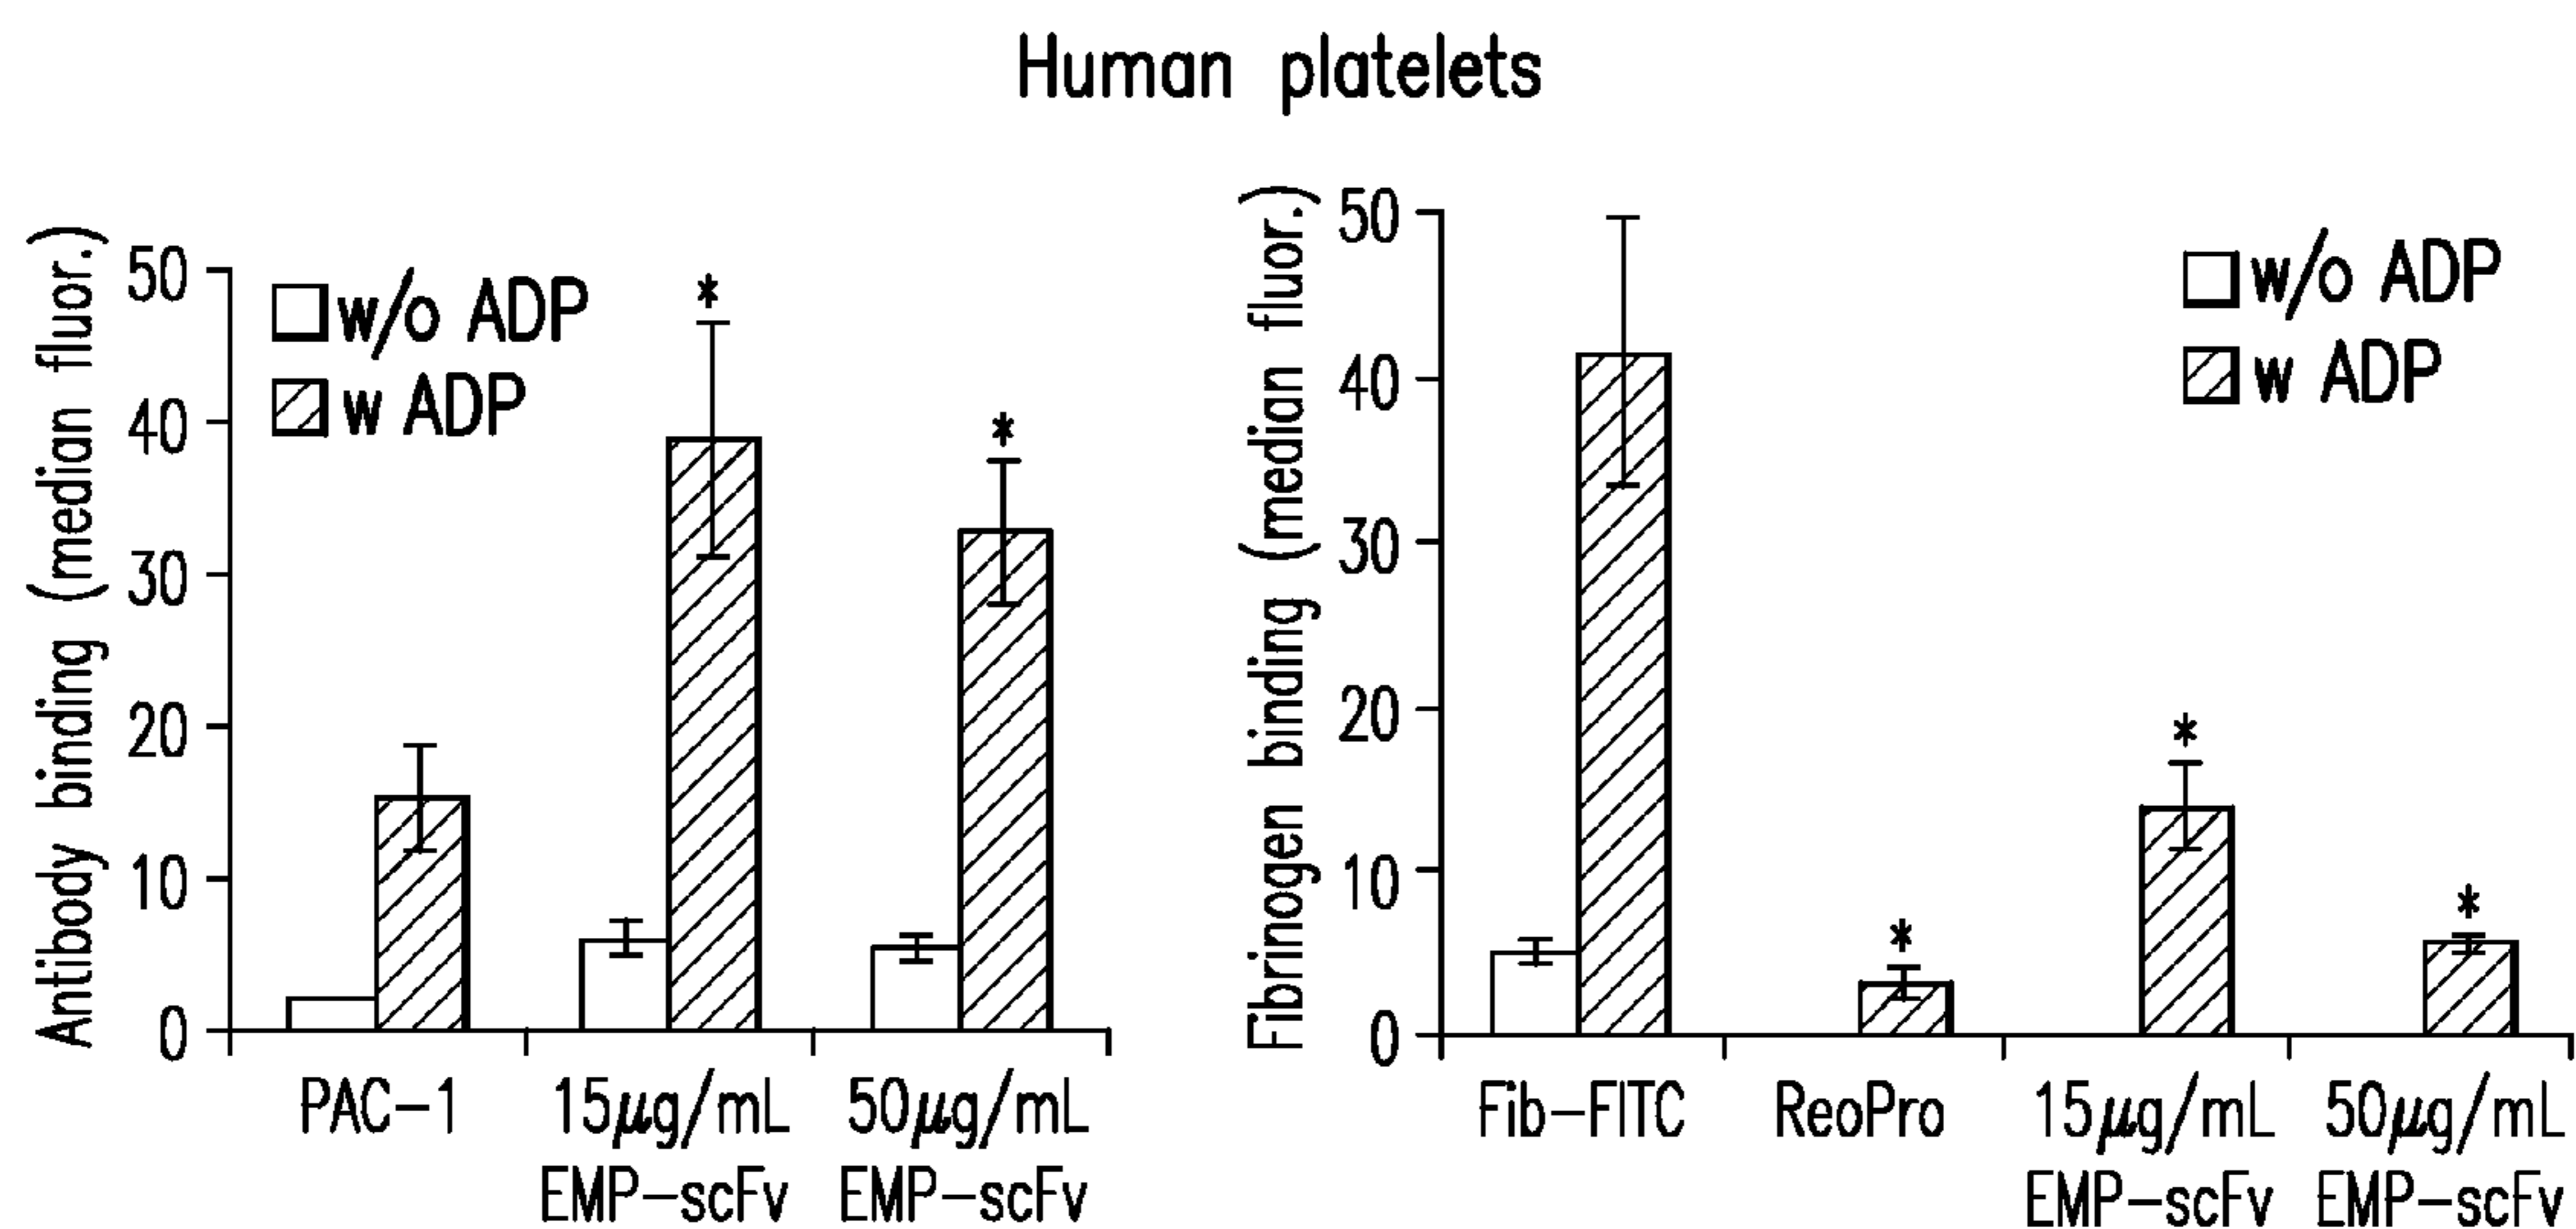 Human platelets
Antibody binding (median fluor.)
50
40
30
20
10
0
w/o ADP
w ADP
*
*
PAC-1
15μg/mL
EMP-scFv
50μg/mL
EMP-scFv
Fibrinogen binding (median fluor.)
50
40
30
20
10
0
w/o ADP
w ADP
*
*
*
Fib-FITC
ReoPro
15μg/mL
EMP-scFv
50μg/mL
EMP-scFv